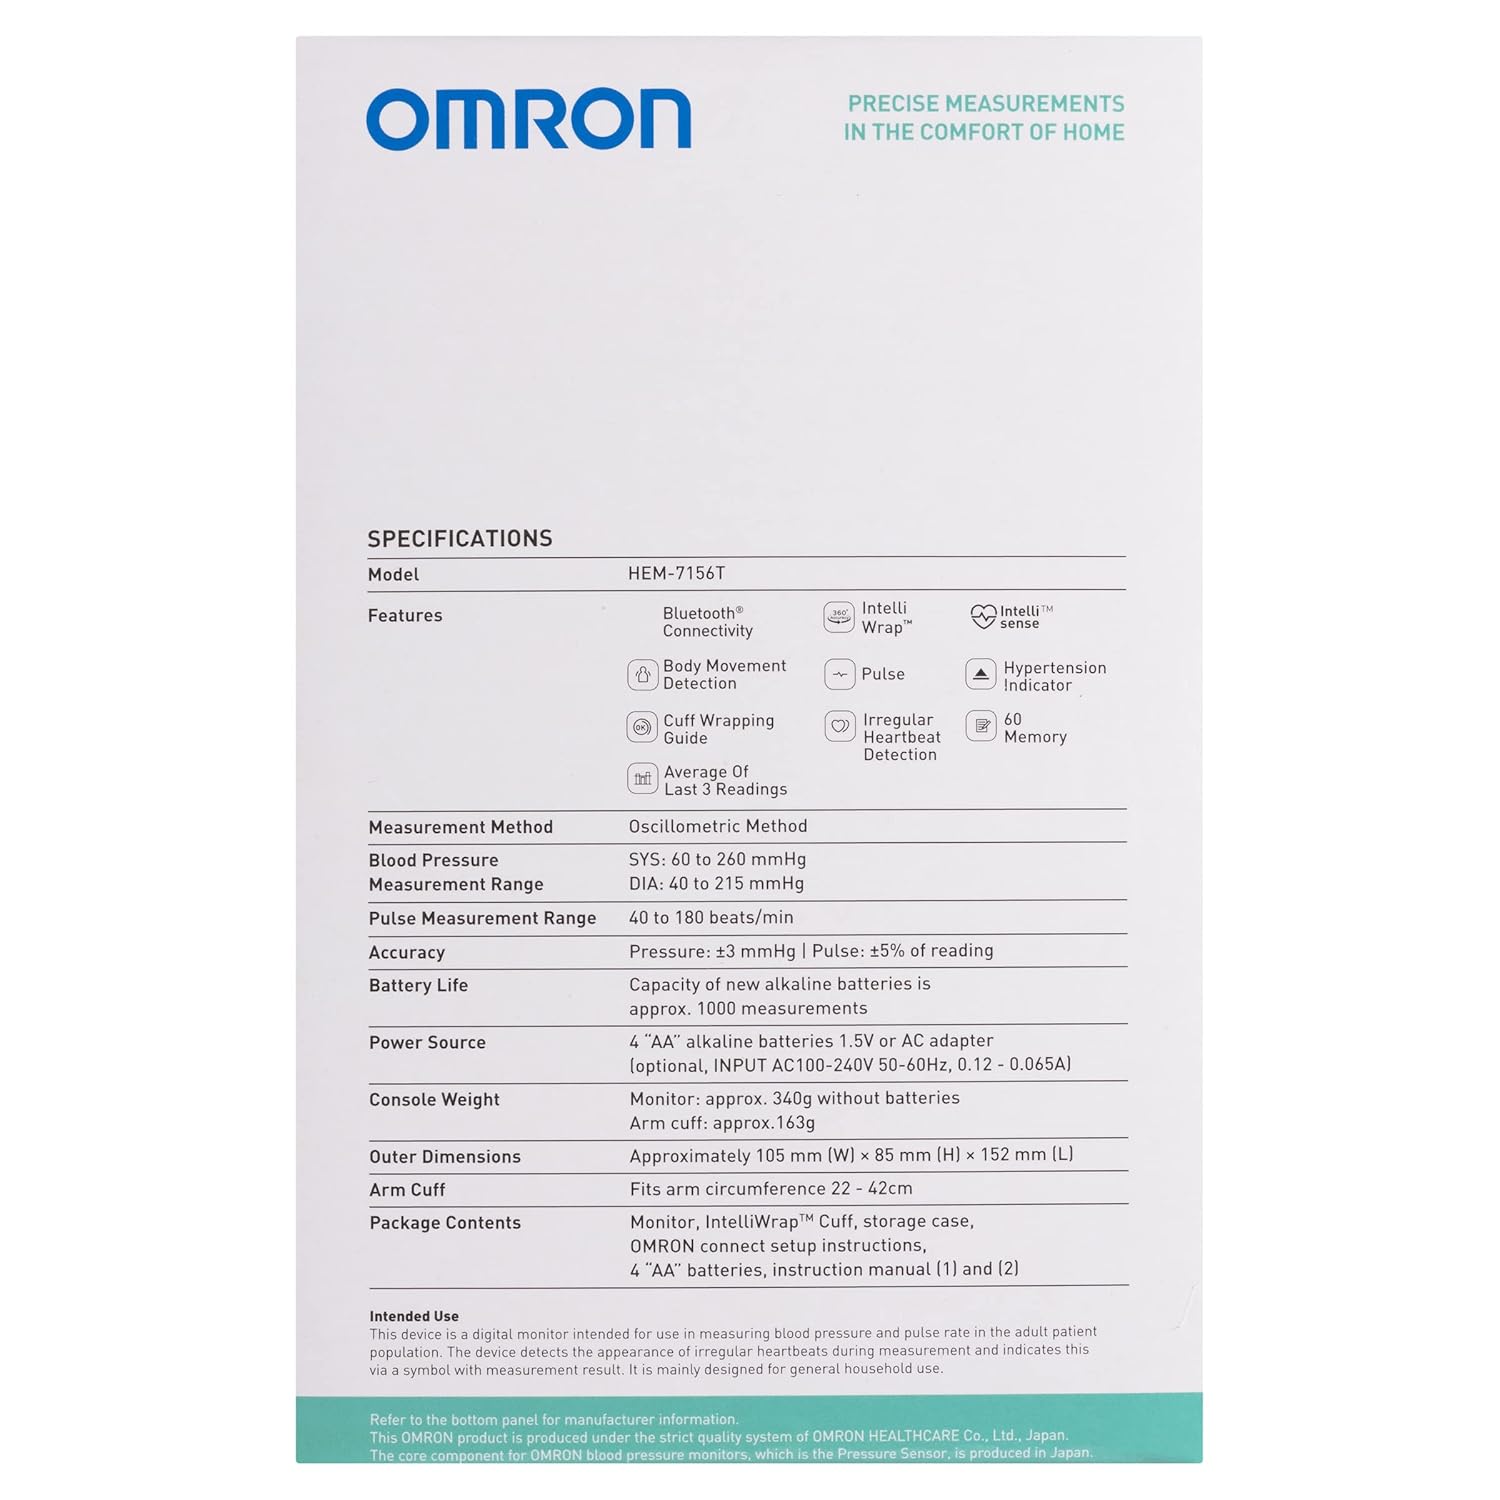 OMRON
PRECISE MEASUREMENTS
IN THE COMFORT OF HOME
SPECIFICATIONS
Model HEM-7156T
Features
Bluetooth®
Connectivity
360°
ACCURACY
Intelli
Wrap™
Intelli™
sense
Body Movement
Detection
Pulse
Hypertension
Indicator
OK
Cuff Wrapping
Guide
Irregular
Heartbeat
Detection
60
Memory
Average Of
Last 3 Readings
Measurement Method Oscillometric Method
Blood Pressure SYS: 60 to 260 mmHg
Measurement Range DIA: 40 to 215 mmHg
Pulse Measurement Range 40 to 180 beats/min
Accuracy Pressure: ±3 mmHg | Pulse: ±5% of reading
Battery Life Capacity of new alkaline batteries is
approx. 1000 measurements
Power Source 4 “AA” alkaline batteries 1.5V or AC adapter
(optional, INPUT AC100-240V 50-60Hz, 0.12 - 0.065A)
Console Weight Monitor: approx. 340g without batteries
Arm cuff: approx.163g
Outer Dimensions Approximately 105 mm (W) × 85 mm (H) × 152 mm (L)
Arm Cuff Fits arm circumference 22 - 42cm
Package Contents Monitor, IntelliWrap™ Cuff, storage case,
OMRON connect setup instructions,
4 “AA” batteries, instruction manual (1) and (2)
Intended Use
This device is a digital monitor intended for use in measuring blood pressure and pulse rate in the adult patient
population. The device detects the appearance of irregular heartbeats during measurement and indicates this
via a symbol with measurement result. It is mainly designed for general household use.
Refer to the bottom panel for manufacturer information.
This OMRON product is produced under the strict quality system of OMRON HEALTHCARE Co., Ltd., Japan.
The core component for OMRON blood pressure monitors, which is the Pressure Sensor, is produced in Japan.